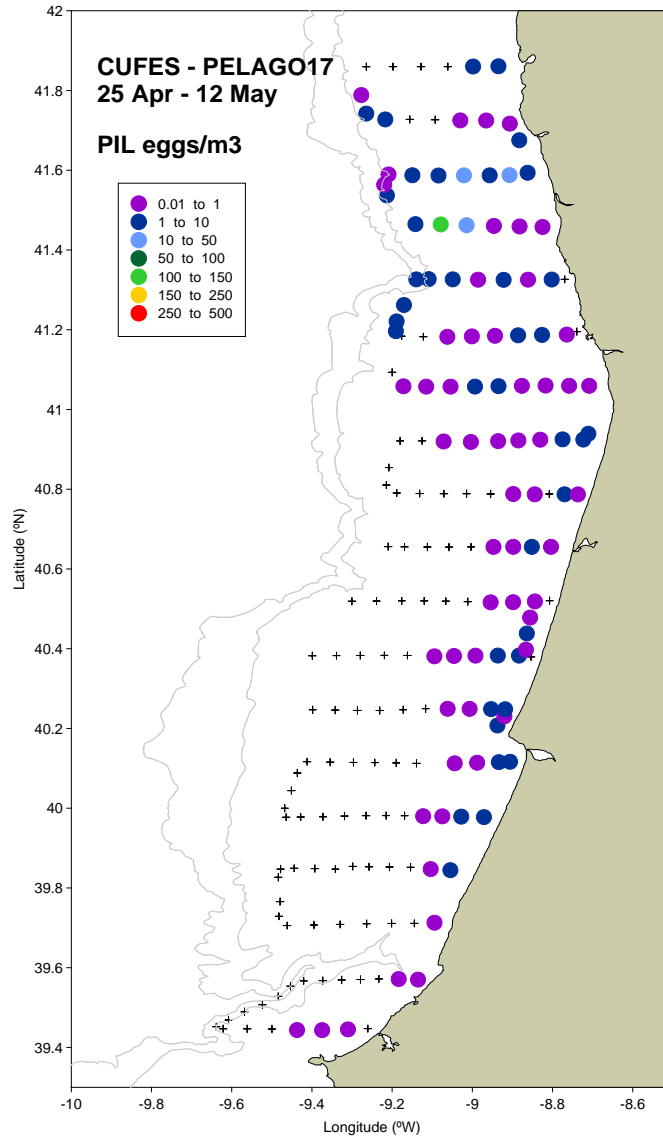 CUFES - PELAGO17
25 Apr - 12 May
PIL eggs/m3
0.01 to 1
1 to 10
10 to 50
50 to 100
100 to 150
150 to 250
250 to 500
42
41.8
41.6
41.4
41.2
41
40.8
40.6
40.4
40.2
40
39.8
39.6
39.4
Latitude (ºN)
-10 -9.8 -9.6 -9.4 -9.2 -9 -8.8 -8.6
Longitude (ºW)